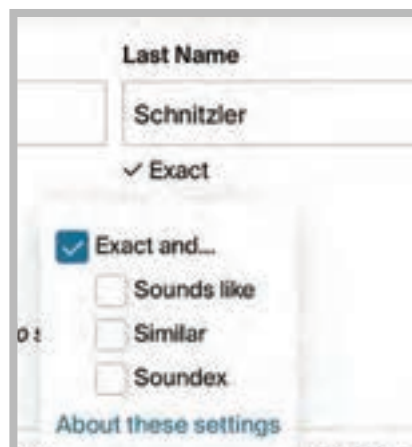 Last Name
Schnitzler
✓ Exact
Exact and...
Sounds like
Similar
Soundex
About these settings